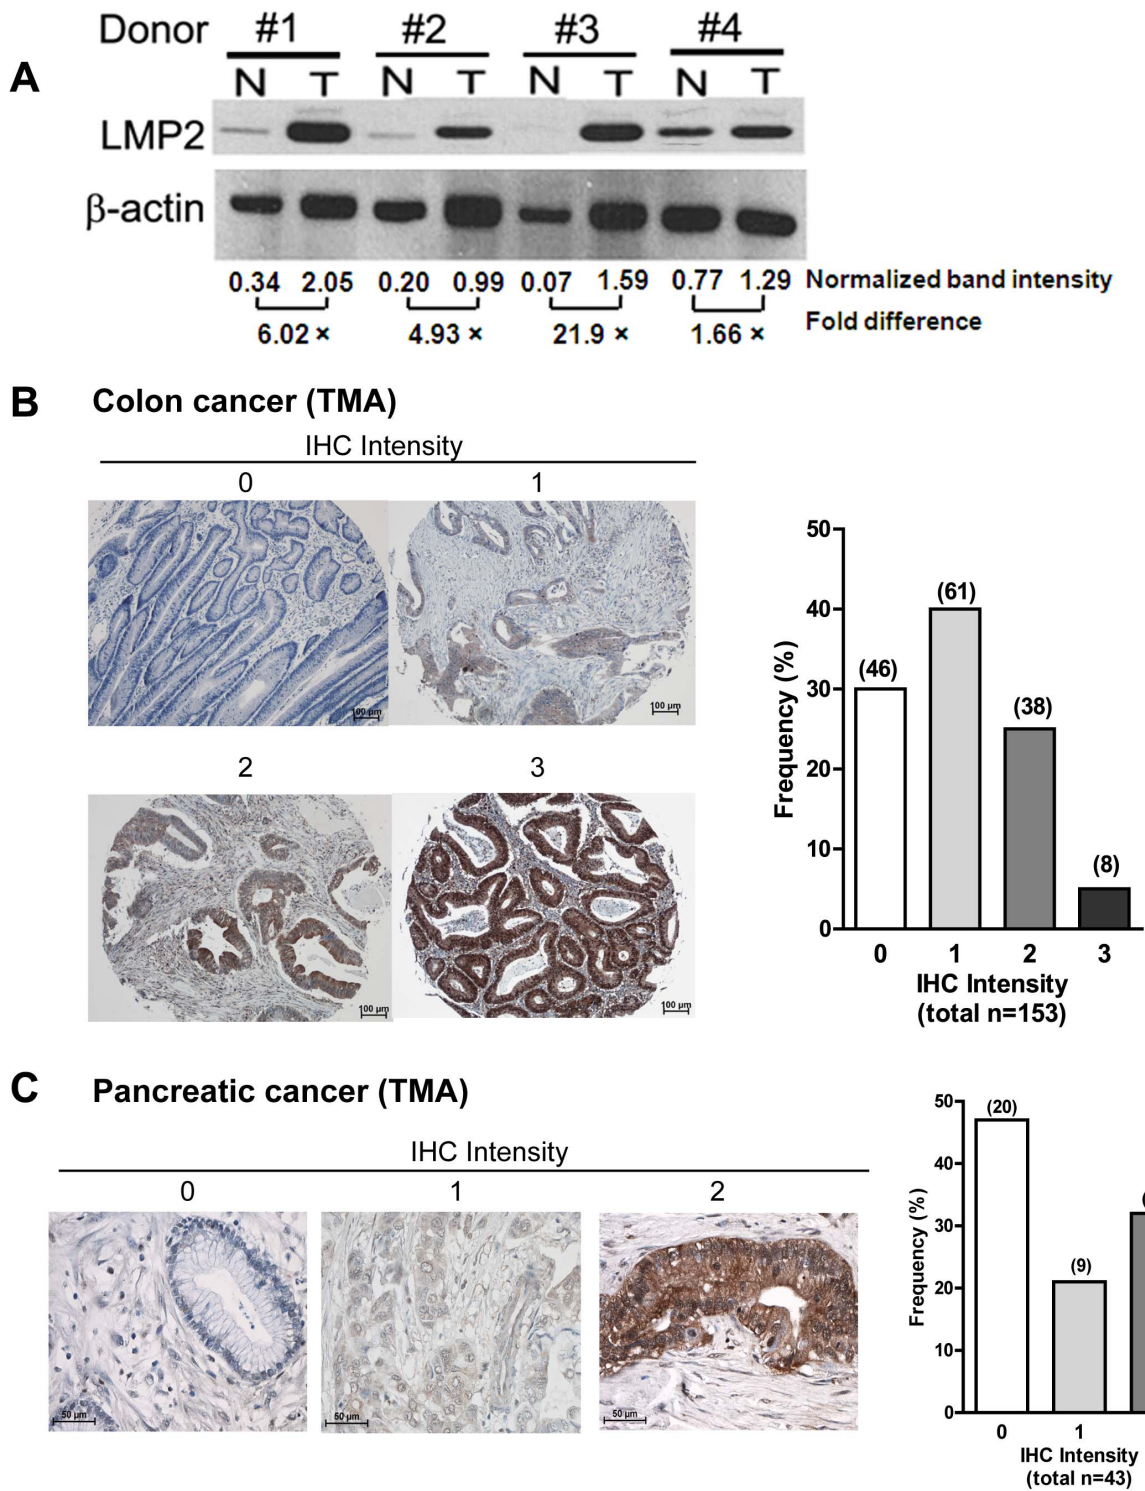 Donor #1 #2 #3 #4
A
N T N T N T N T
LMP2
β-actin
0.34 2.05 0.20 0.99 0.07 1.59 0.77 1.29 Normalized band intensity
6.02 × 4.93 × 21.9 × 1.66 × Fold difference
B Colon cancer (TMA)
IHC Intensity
0 1
100 µm 100 µm
2 3
100 µm 100 µm
Frequency (%)
50
40
30
20
10
0
(46) (61) (38) (8)
0 1 2 3
IHC Intensity
(total n=153)
C Pancreatic cancer (TMA)
IHC Intensity
0 1 2
50 µm 50 µm 50 µm
Frequency (%)
50
40
30
20
10
0
(20) (9) (
0 1
IHC Intensity
(total n=43)